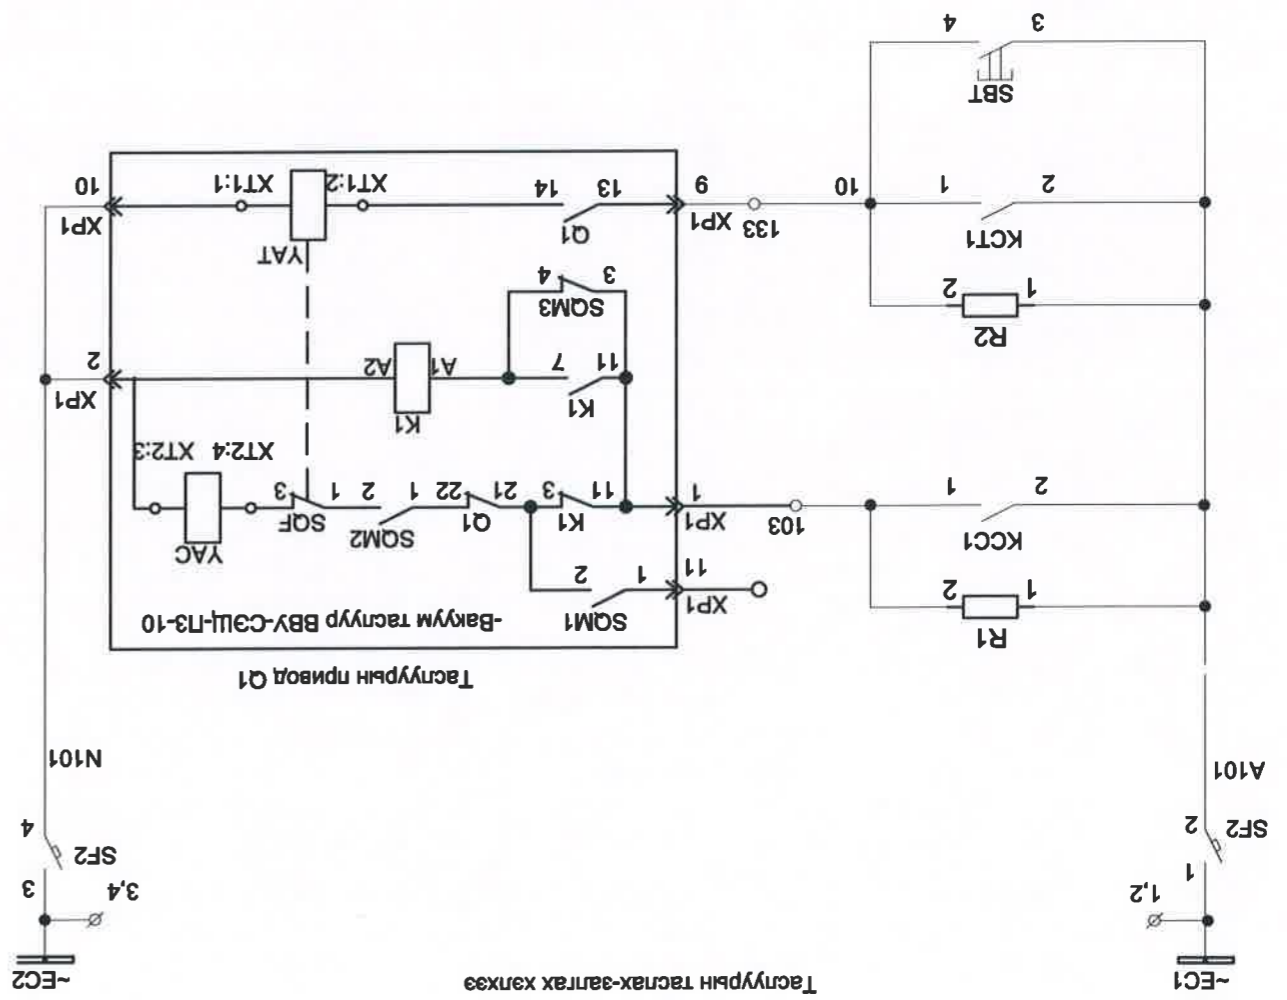 ~EC1
Таслуурын таслах-залгах хэлхээ
~EC2
1,2
3,4
1
3
SF2
SF2
2
4
A101
N101
Таслуурын привод Q1
R1
SQM1
-Вакуум таслуур ВВУ-СЭЩ-П3-10
1
2
XP1
11
1
2
KCC1
103
XP1
K1
Q1
SQM2
SQF
YAC
2
1
1
11
3
21
22
1
2
1
3
XT2:4
XT2:3
K1
K1
XP1
11
7
A1
A2
2
R2
SQM3
1
2
3
4
KCT1
133
XP1
Q1
YAT
XP1
2
1
10
9
13
14
XT1:2
XT1:1
10
SBT
3
4